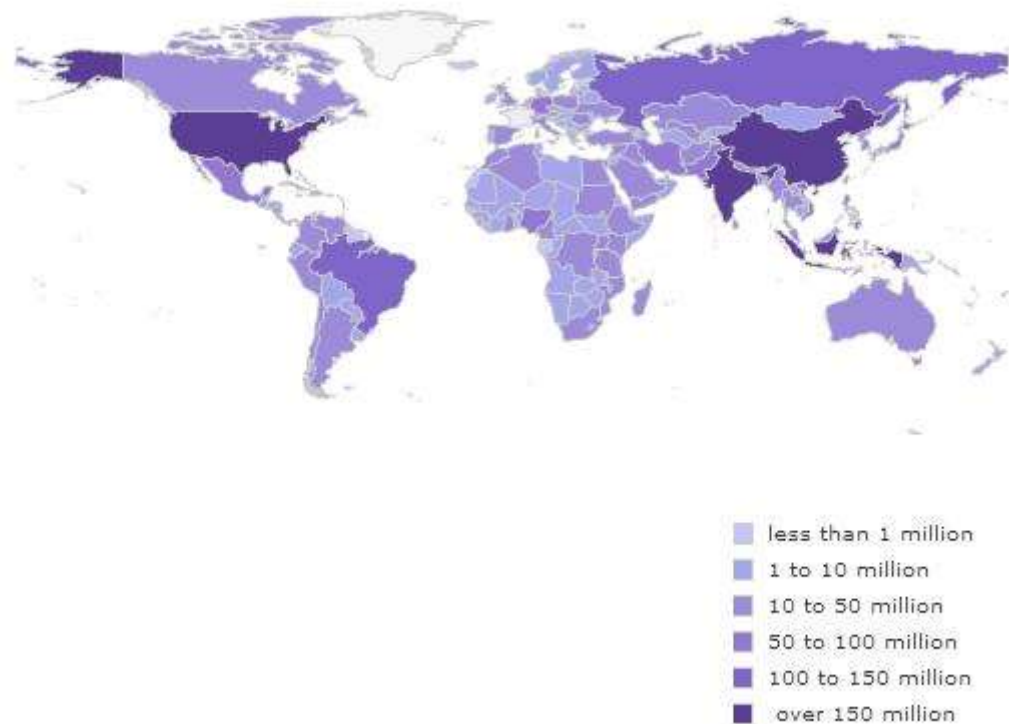 less than 1 million
1 to 10 million
10 to 50 million
50 to 100 million
100 to 150 million
over 150 million